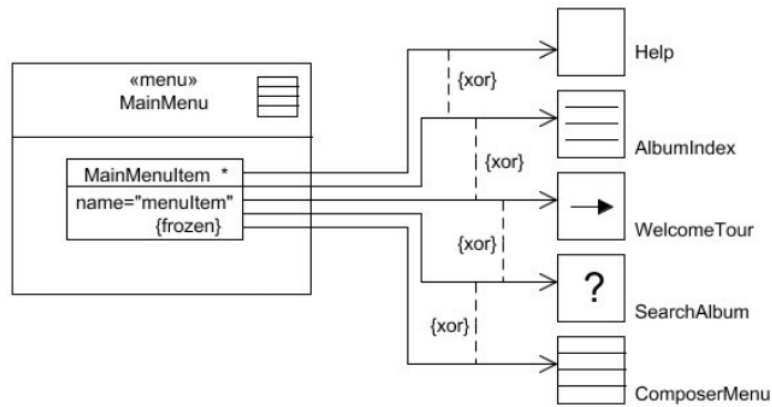 «menu»
MainMenu
MainMenuItem *
name="menuItem"
{frozen}
{xor}
{xor}
{xor}
{xor}
Help
AlbumIndex
WelcomeTour
?
SearchAlbum
ComposerMenu